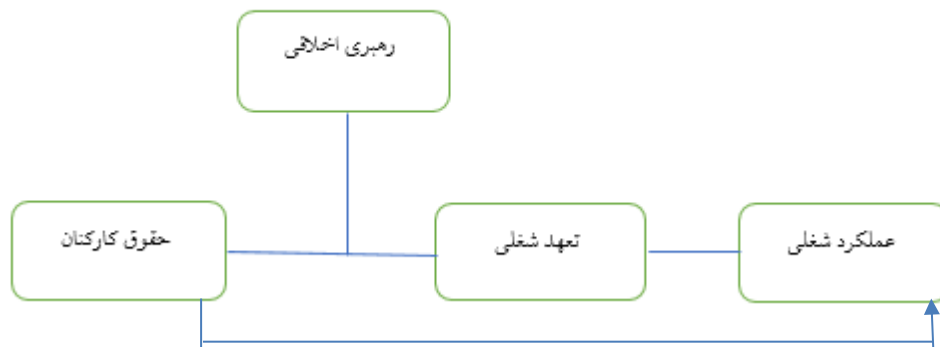 رهبری اخلاقی
حقوق کارکنان
تعهد شغلی
عملکرد شغلی